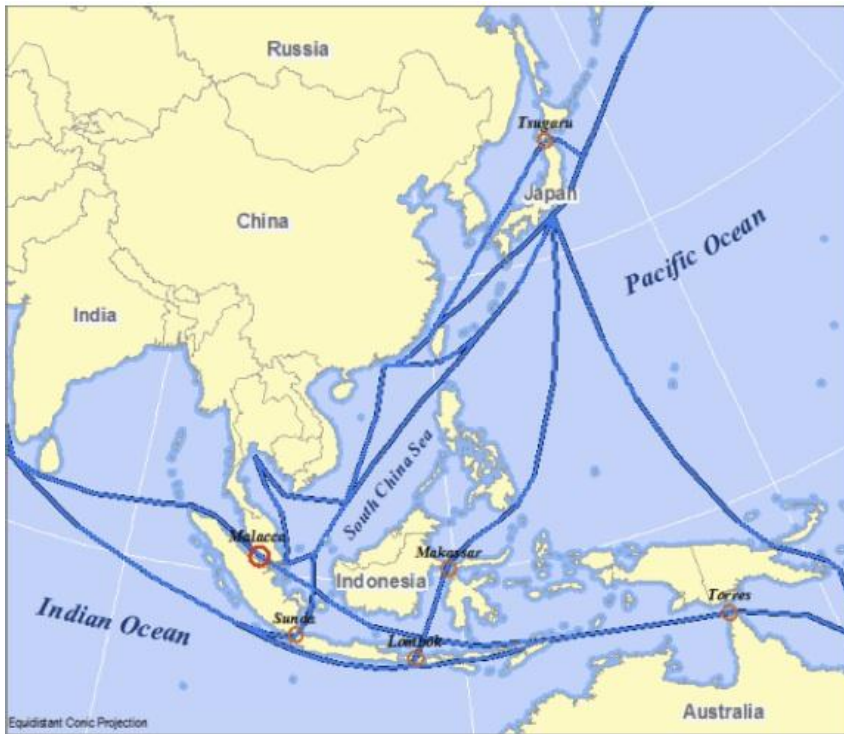 Russia
Tsugaru
Japan
China
Pacific Ocean
India
South China Sea
Malacca
Makassar
Indonesia
Torres
Indian Ocean
Sunda
Lombok
Australia
Equidistant Conic Projection